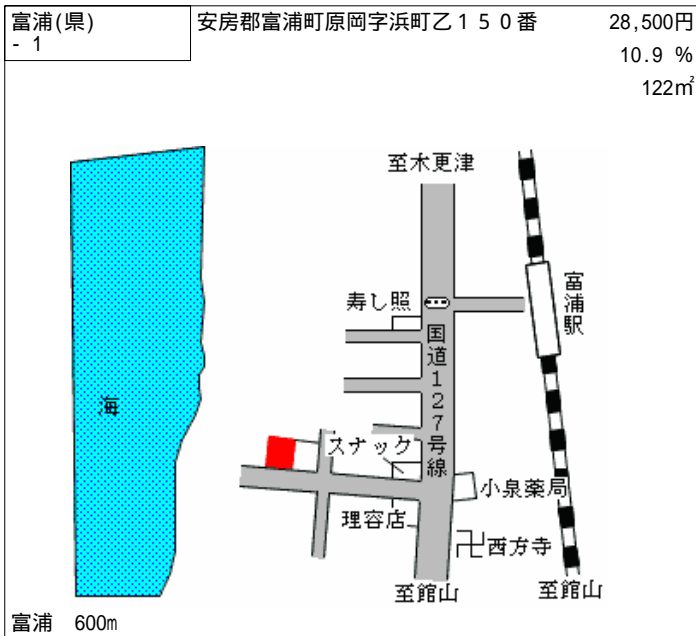 富浦(県)
- 1
安房郡富浦町原岡字浜町乙１５０番
28,500円
10.9 %
122㎡
至木更津
寿し照
富浦駅
国道127号線
海
スナック
小泉薬局
理容店
卍西方寺
至館山
至館山
富浦 600m